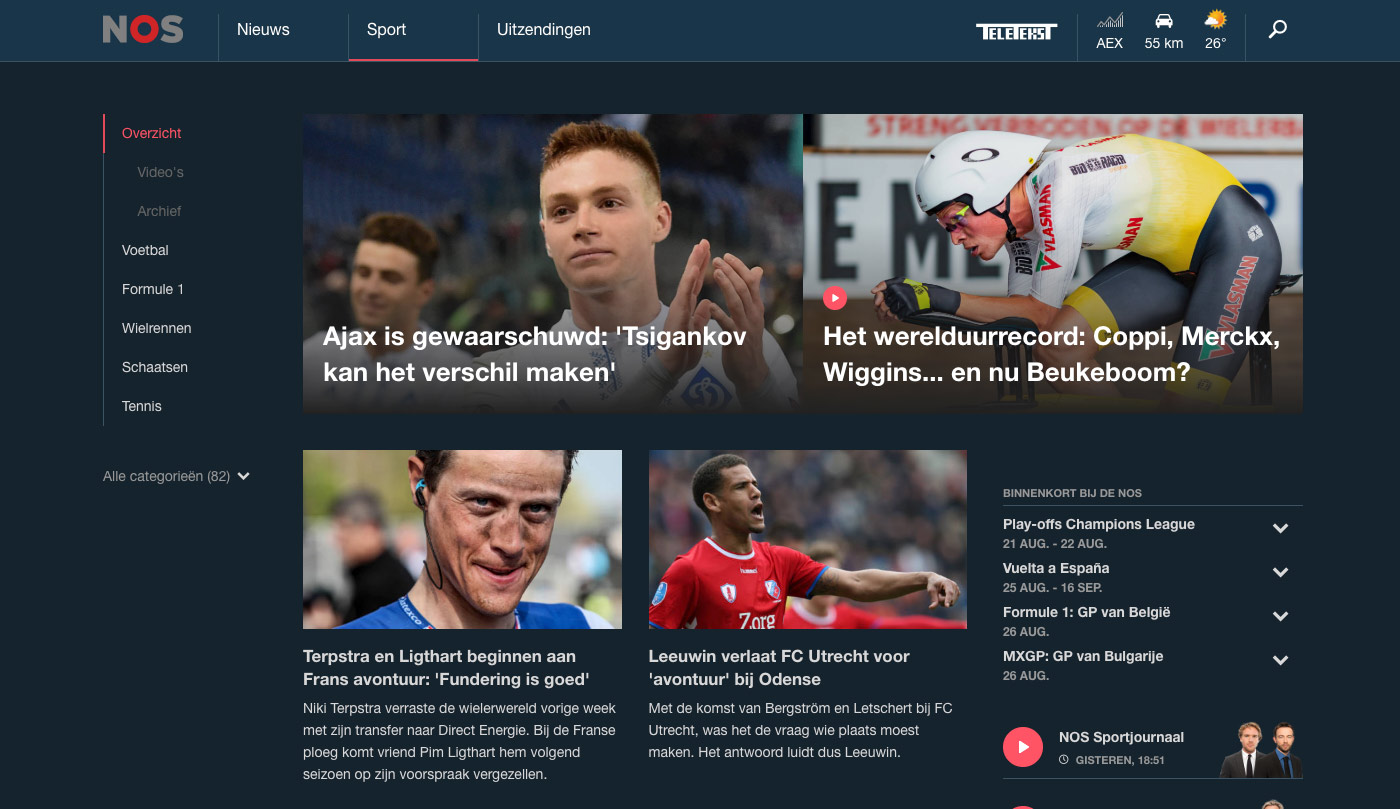 NOS
Nieuws
Sport
Uitzendingen
TELETEKST
AEX
55 km
26°
Overzicht
Video's
Archief
Voetbal
Formule 1
Wielrennen
Schaatsen
Tennis
Alle categorieën (82)
Ajax is gewaarschuwd: 'Tsigankov
kan het verschil maken'
STRENG VERBODEN OP DE WIELERBA
BIORACER
VLASMAN
VLASMAN
VLASMAN
Het werelduurrecord: Coppi, Merckx,
Wiggins... en nu Beukeboom?
hummel
Zorg
Terpstra en Ligthart beginnen aan
Frans avontuur: 'Fundering is goed'
Niki Terpstra verraste de wielerwereld vorige week
met zijn transfer naar Direct Energie. Bij de Franse
ploeg komt vriend Pim Ligthart hem volgend
seizoen op zijn voorspraak vergezellen.
Leeuwin verlaat FC Utrecht voor
'avontuur' bij Odense
Met de komst van Bergström en Letschert bij FC
Utrecht, was het de vraag wie plaats moest
maken. Het antwoord luidt dus Leeuwin.
BINNENKORT BIJ DE NOS
Play-offs Champions League
21 AUG. - 22 AUG.
Vuelta a España
25 AUG. - 16 SEP.
Formule 1: GP van België
26 AUG.
MXGP: GP van Bulgarije
26 AUG.
NOS Sportjournaal
GISTEREN, 18:51